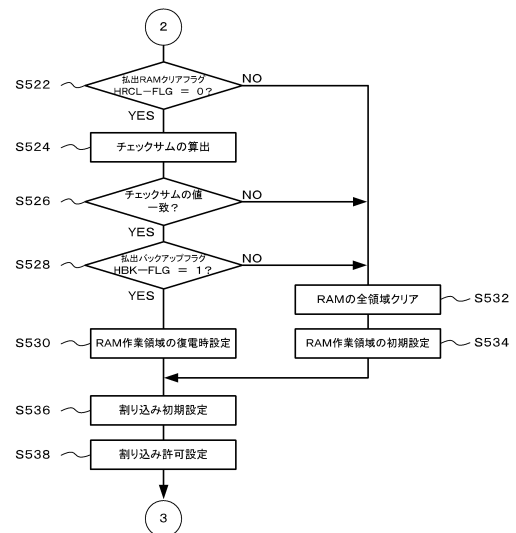 2
S522
払出RAMクリアフラグ
HRCL-FLG = 0?
NO
YES
S524
チェックサムの算出
S526
チェックサムの値
一致?
NO
YES
S528
払出バックアップフラグ
HBK-FLG = 1?
NO
YES
RAMの全領域クリア
S532
S530
RAM作業領域の復電時設定
RAM作業領域の初期設定
S534
S536
割り込み初期設定
S538
割り込み許可設定
3